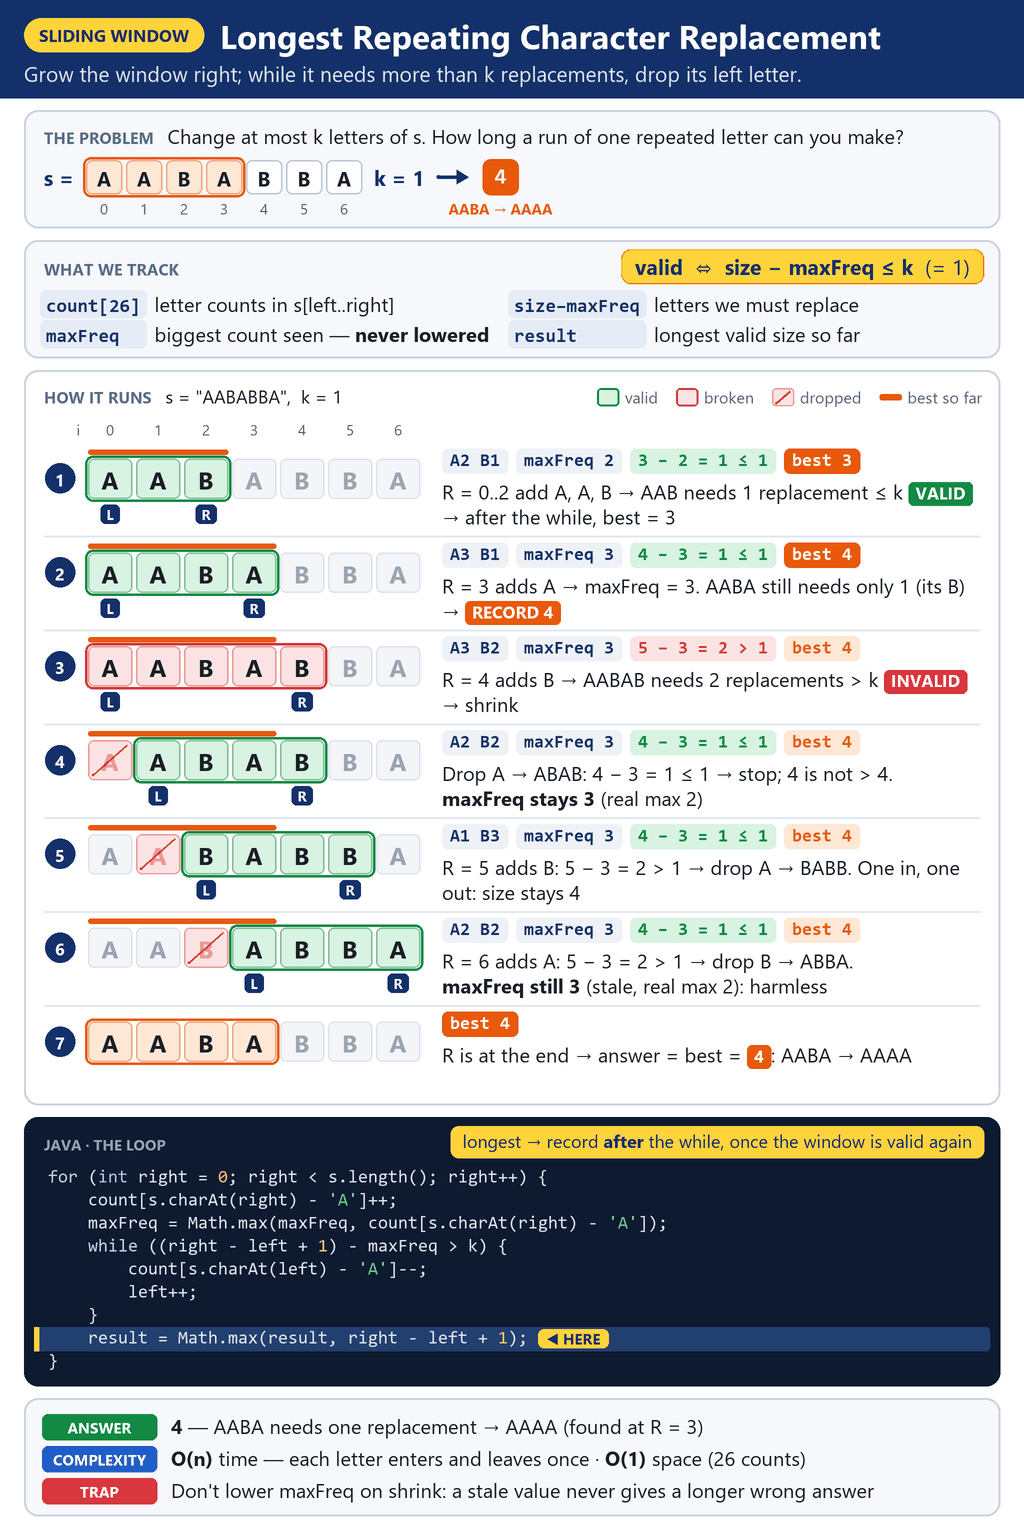 SLIDING WINDOW Longest Repeating Character Replacement
Grow the window right; while it needs more than k replacements, drop its left letter.
THE PROBLEM Change at most k letters of s. How long a run of one repeated letter can you make?
s = A A B A B B A k = 1 → 4
0 1 2 3 4 5 6 AABA → AAAA
WHAT WE TRACK valid ⇔ size − maxFreq ≤ k (= 1)
count[26] letter counts in s[left..right] size−maxFreq letters we must replace
maxFreq biggest count seen — never lowered result longest valid size so far
HOW IT RUNS s = "AABABBA", k = 1 valid broken dropped best so far
i 0 1 2 3 4 5 6
1 A A B A B B A A2 B1 maxFreq 2 3 − 2 = 1 ≤ 1 best 3
R = 0..2 add A, A, B → AAB needs 1 replacement ≤ k VALID
L R → after the while, best = 3
2 A A B A B B A A3 B1 maxFreq 3 4 − 3 = 1 ≤ 1 best 4
R = 3 adds A → maxFreq = 3. AABA still needs only 1 (its B)
L R → RECORD 4
3 A A B A B B A A3 B2 maxFreq 3 5 − 3 = 2 > 1 best 4
R = 4 adds B → AABAB needs 2 replacements > k INVALID
L R → shrink
4 A A B A B B A A2 B2 maxFreq 3 4 − 3 = 1 ≤ 1 best 4
Drop A → ABAB: 4 − 3 = 1 ≤ 1 → stop; 4 is not > 4.
L R maxFreq stays 3 (real max 2)
5 A A B A B B A A1 B3 maxFreq 3 4 − 3 = 1 ≤ 1 best 4
R = 5 adds B: 5 − 3 = 2 > 1 → drop A → BABB. One in, one
L R out: size stays 4
6 A A B A B B A A2 B2 maxFreq 3 4 − 3 = 1 ≤ 1 best 4
R = 6 adds A: 5 − 3 = 2 > 1 → drop B → ABBA.
L R maxFreq still 3 (stale, real max 2): harmless
7 A A B A B B A best 4
R is at the end → answer = best = 4: AABA → AAAA
JAVA · THE LOOP longest → record after the while, once the window is valid again
for (int right = 0; right < s.length(); right++) {
count[s.charAt(right) - 'A']++;
maxFreq = Math.max(maxFreq, count[s.charAt(right) - 'A']);
while ((right - left + 1) - maxFreq > k) {
count[s.charAt(left) - 'A']--;
left++;
}
result = Math.max(result, right - left + 1); ◀ HERE
}
ANSWER 4 — AABA needs one replacement → AAAA (found at R = 3)
COMPLEXITY O(n) time — each letter enters and leaves once · O(1) space (26 counts)
TRAP Don't lower maxFreq on shrink: a stale value never gives a longer wrong answer